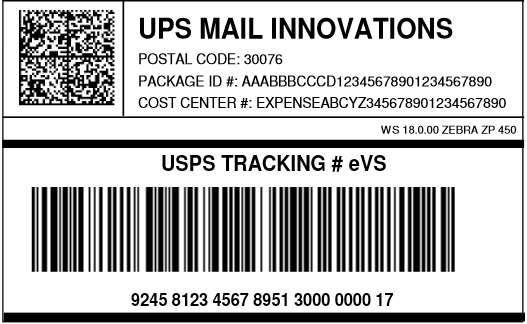 UPS MAIL INNOVATIONS
POSTAL CODE: 30076
PACKAGE ID #: AAABBBCCCD12345678901234567890
COST CENTER #: EXPENSEABCYZ345678901234567890
WS 18.0.00 ZEBRA ZP 450
USPS TRACKING # eVS
9245 8123 4567 8951 3000 0000 17